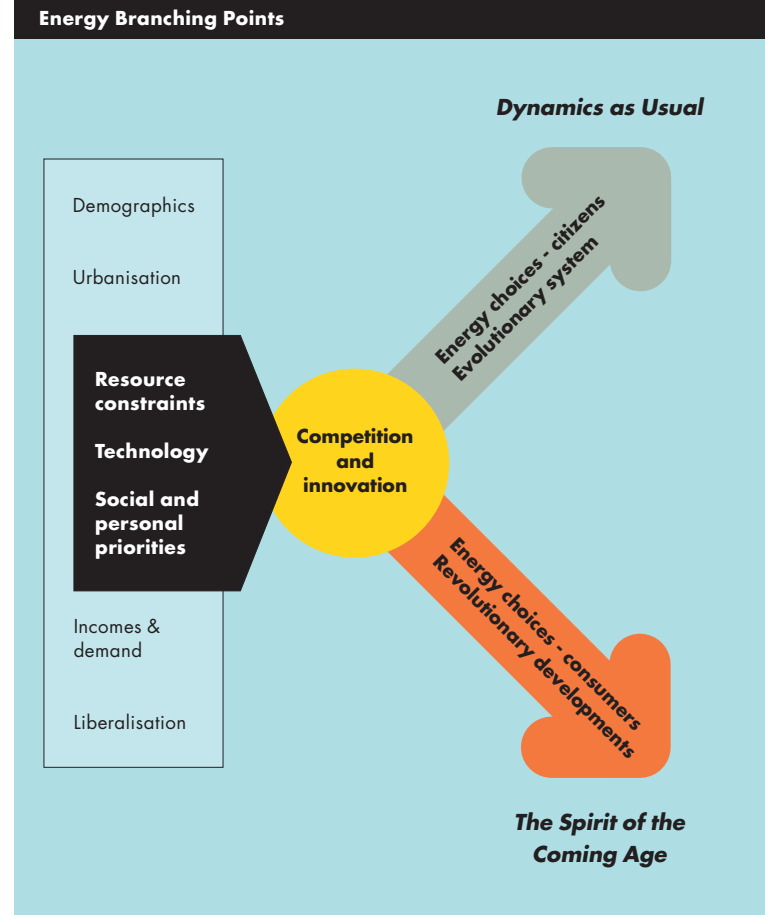 Energy Branching Points
Dynamics as Usual
Demographics
Urbanisation
Resource
constraints
Technology
Social and
personal
priorities
Incomes &
demand
Liberalisation
Competition
and
innovation
Energy choices - citizens
Evolutionary system
Energy choices - consumers
Revolutionary developments
The Spirit of the
Coming Age